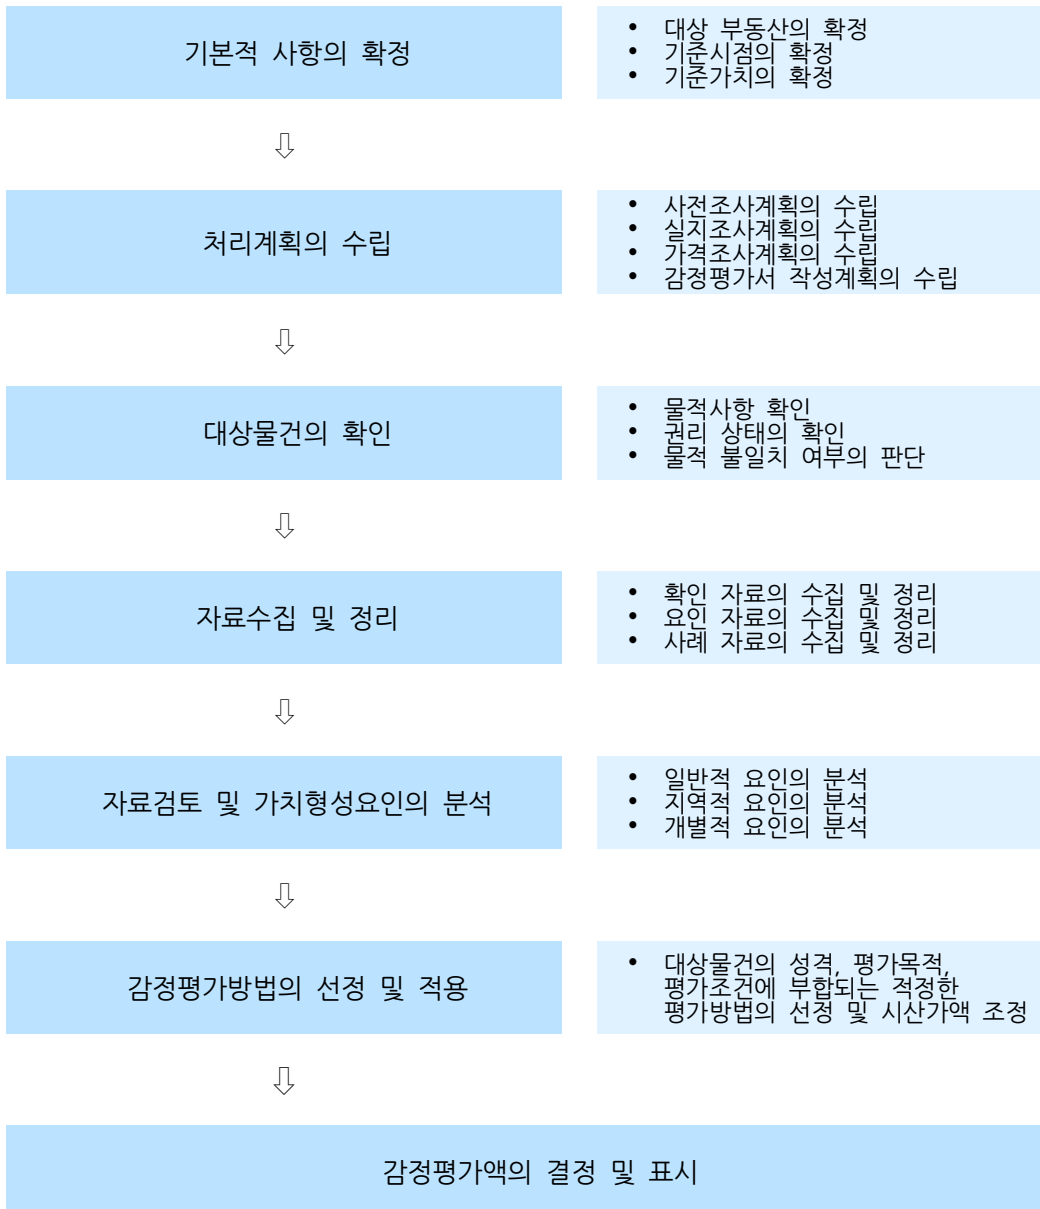 기본적 사항의 확정
• 대상 부동산의 확정
• 기준시점의 확정
• 기준가치의 확정
⇩
처리계획의 수립
• 사전조사계획의 수립
• 실지조사계획의 수립
• 가격조사계획의 수립
• 감정평가서 작성계획의 수립
⇩
대상물건의 확인
• 물적사항 확인
• 권리 상태의 확인
• 물적 불일치 여부의 판단
⇩
자료수집 및 정리
• 확인 자료의 수집 및 정리
• 요인 자료의 수집 및 정리
• 사례 자료의 수집 및 정리
⇩
자료검토 및 가치형성요인의 분석
• 일반적 요인의 분석
• 지역적 요인의 분석
• 개별적 요인의 분석
⇩
감정평가방법의 선정 및 적용
• 대상물건의 성격, 평가목적,
평가조건에 부합되는 적정한
평가방법의 선정 및 시산가액 조정
⇩
감정평가액의 결정 및 표시